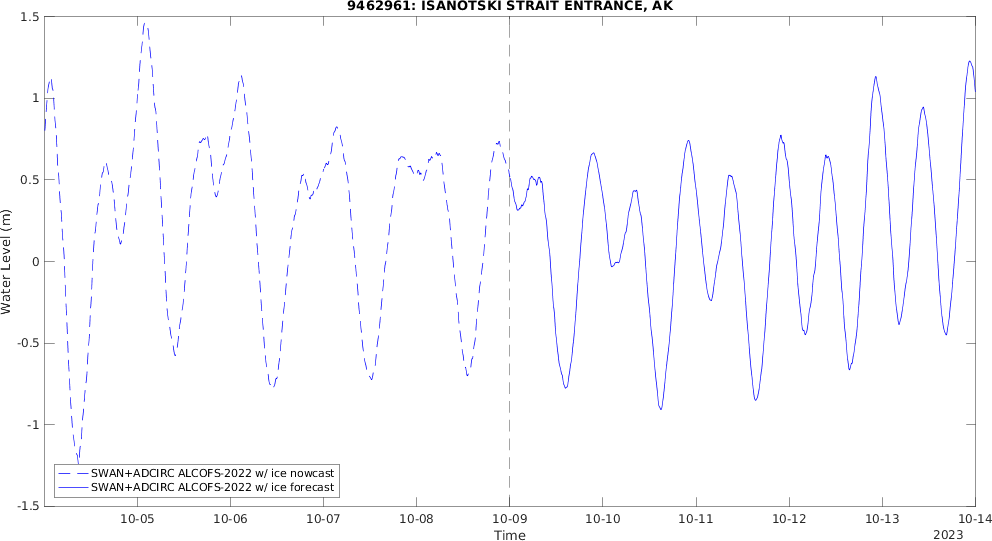 9462961: ISANOTSKI STRAIT ENTRANCE, AK
1.5
1
0.5
0
-0.5
-1
-1.5
Water Level (m)
SWAN+ADCIRC ALCOFS-2022 w/ ice nowcast
SWAN+ADCIRC ALCOFS-2022 w/ ice forecast
10-05 10-06 10-07 10-08 10-09 10-10 10-11 10-12 10-13 10-14
Time
2023